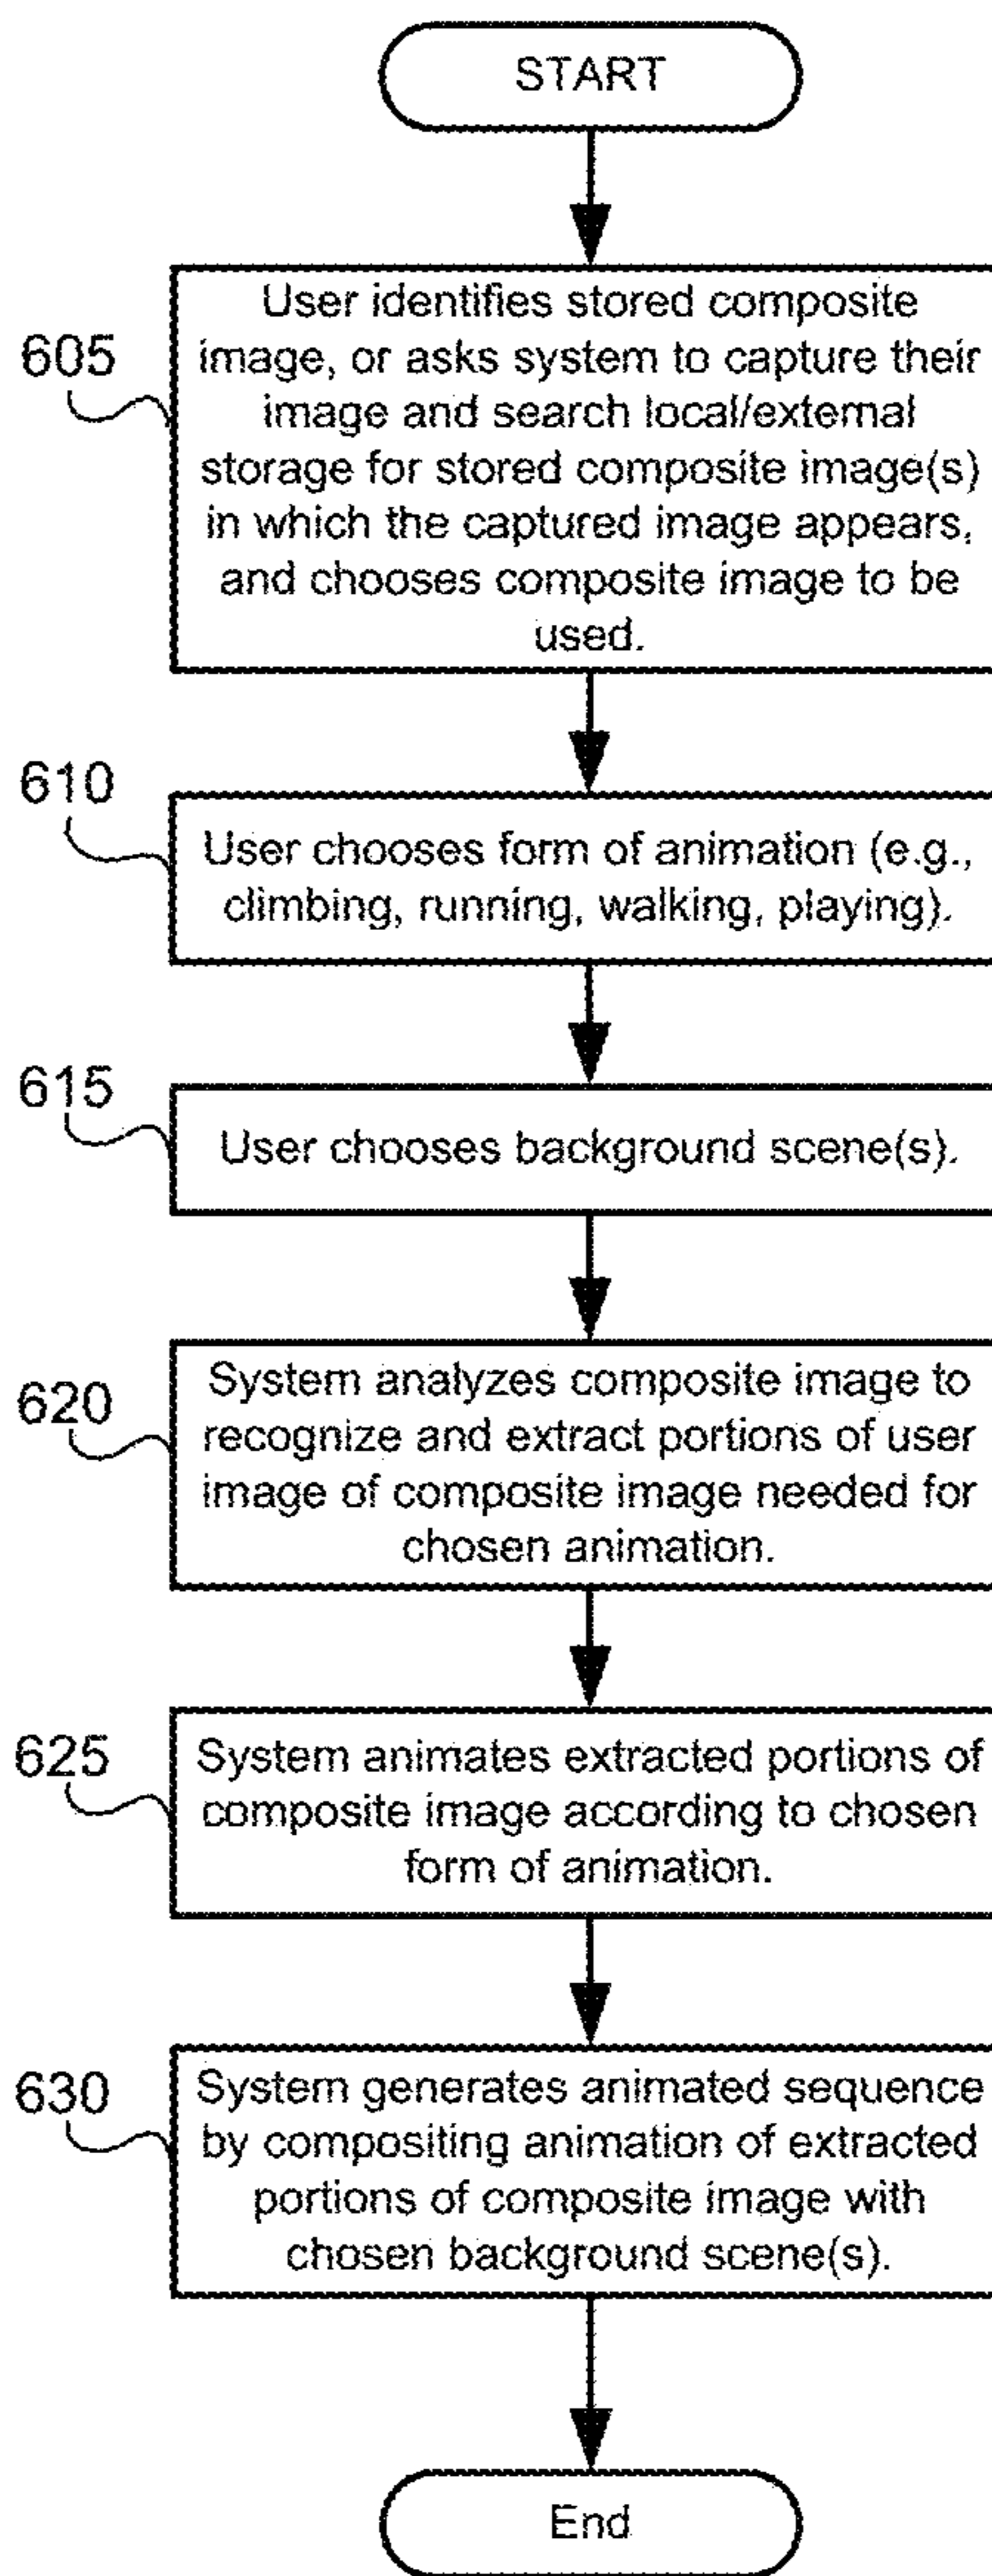 START
605
User identifies stored composite
image, or asks system to capture their
image and search local/external
storage for stored composite image(s)
in which the captured image appears,
and chooses composite image to be
used.
610
User chooses form of animation (e.g.,
climbing, running, walking, playing).
615
User chooses background scene(s).
620
System analyzes composite image to
recognize and extract portions of user
image of composite image needed for
chosen animation.
625
System animates extracted portions of
composite image according to chosen
form of animation.
630
System generates animated sequence
by compositing animation of extracted
portions of composite image with
chosen background scene(s).
End